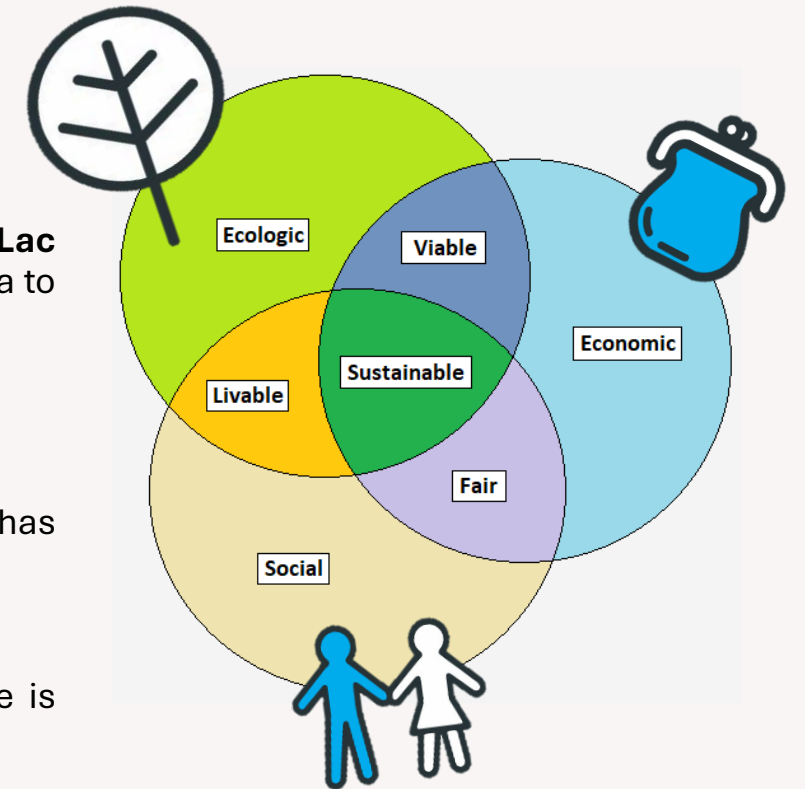 Lac
Ecologic
Viable
a to
Economic
Sustainable
Livable
Fair
has
Social
e is